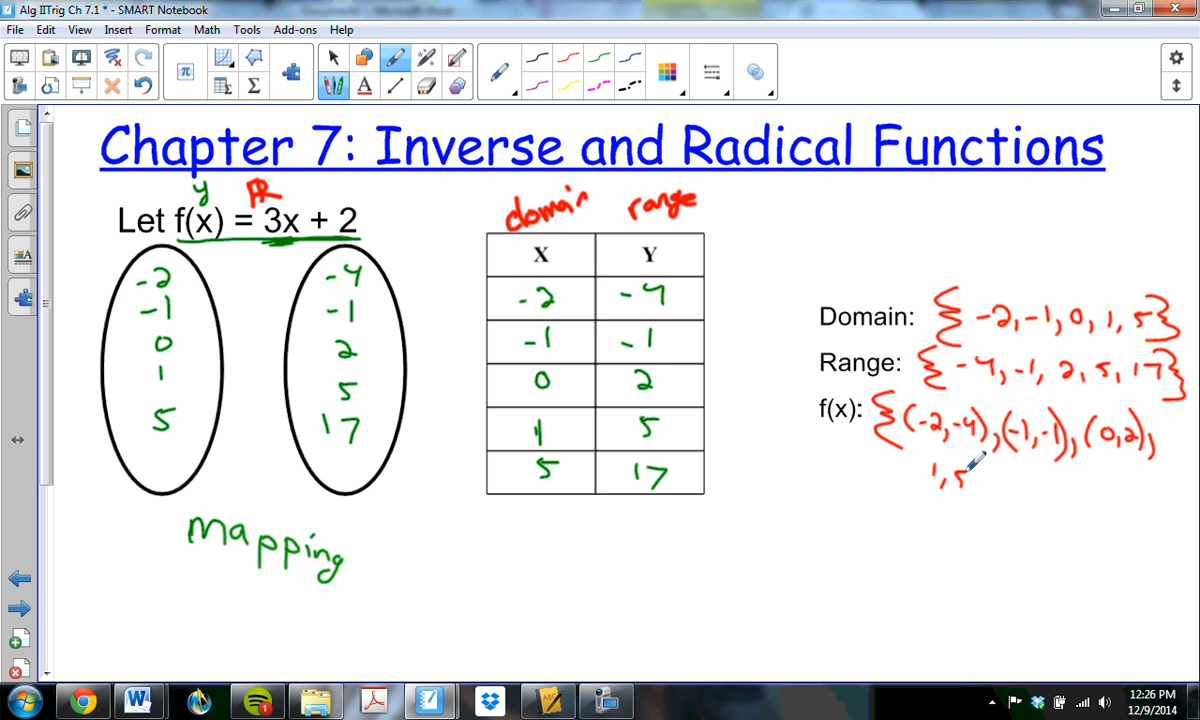 Alg IITrig Ch 7.1 * - SMART Notebook
File Edit View Insert Format Math Tools Add-ons Help
Chapter 7: Inverse and Radical Functions
y
Let f(x) = 3x + 2
domain range
X Y
-2 -4
-1 -1
0 2
1 5
5 17
-2 -4
-1 -1
0 2
1 5
5 17
mapping
Domain: { -2, -1, 0, 1, 5}
Range: { -4, -1, 2, 5, 17}
f(x): {(-2,-4), (-1,-1), (0,2),
1, 5
12:26 PM
12/9/2014